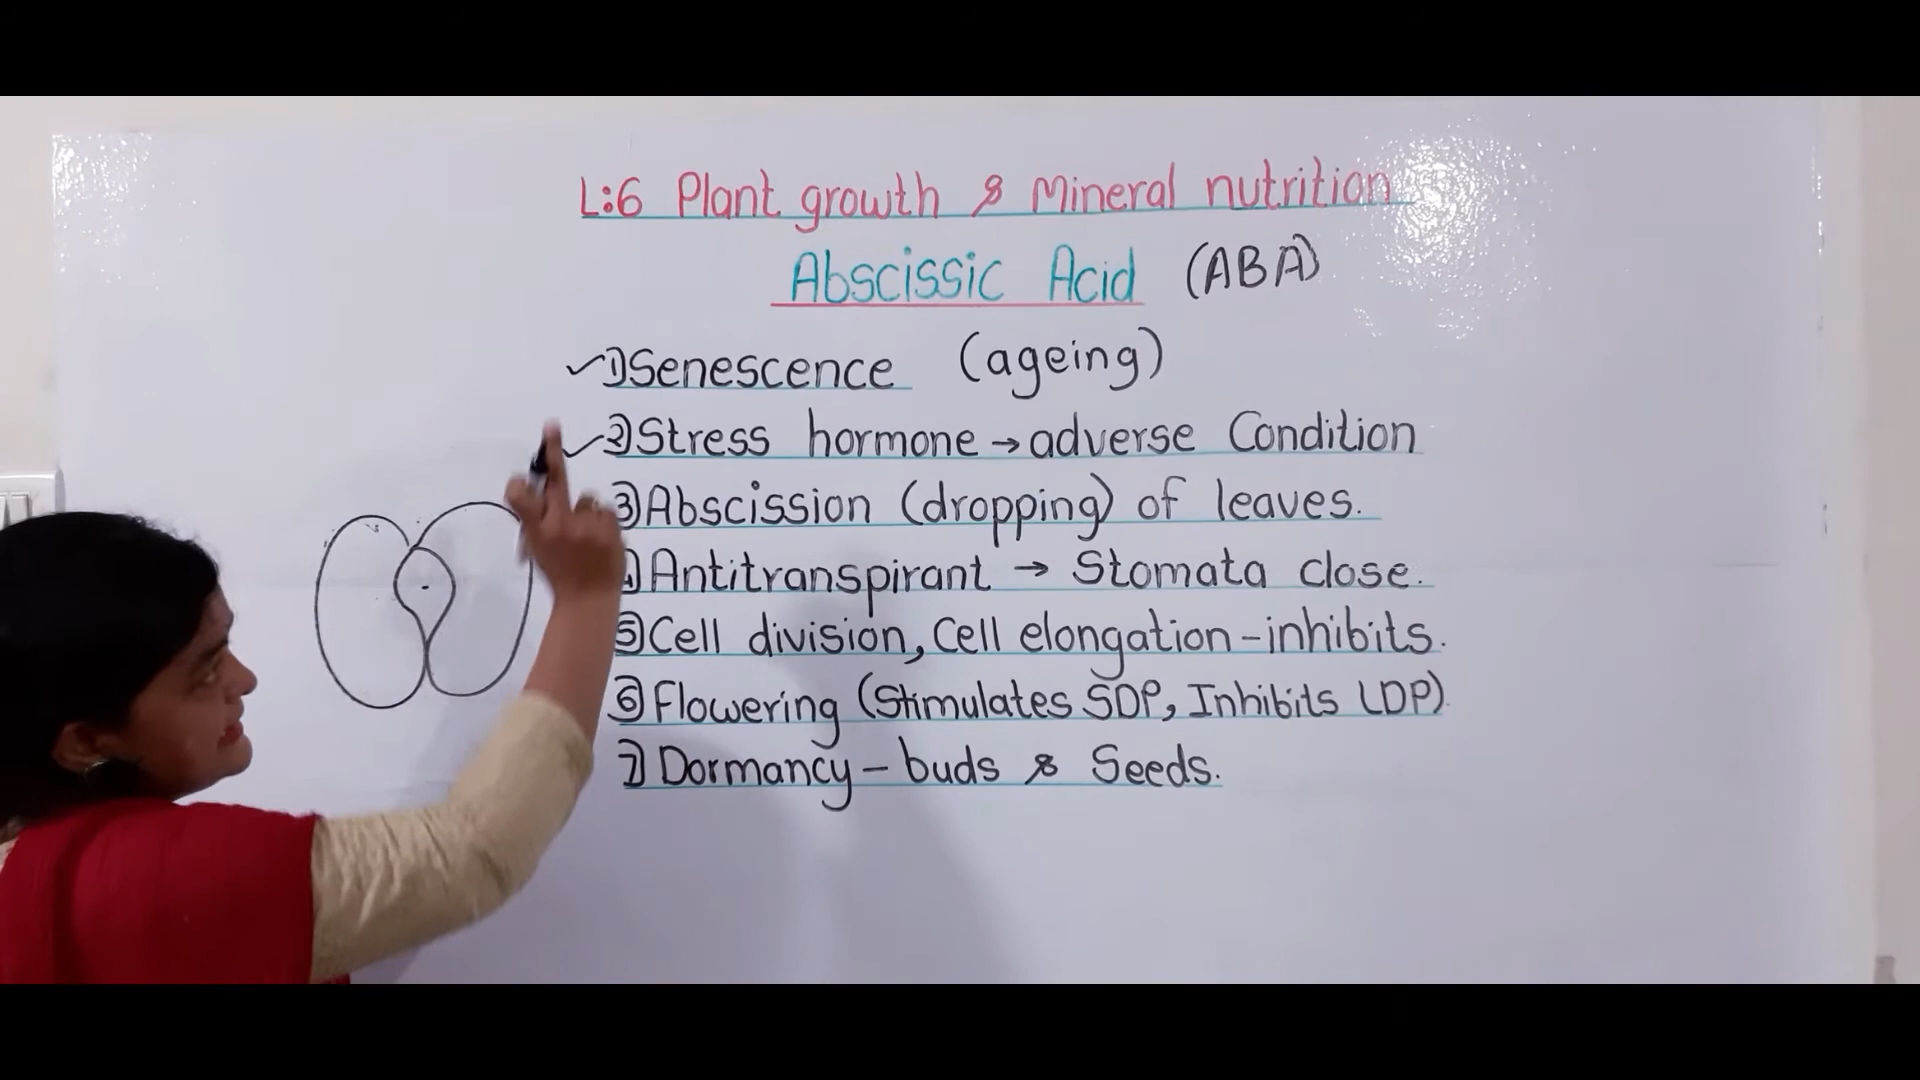 L:6 Plant growth & Mineral nutrition
Abscissic Acid (ABA)
1) Senescence (ageing)
2) Stress hormone → adverse Condition
3) Abscission (dropping) of leaves.
4) Antitranspirant → Stomata close.
5) Cell division, Cell elongation - inhibits.
6) Flowering (Stimulates SDP, Inhibits LDP)
7) Dormancy - buds & Seeds.